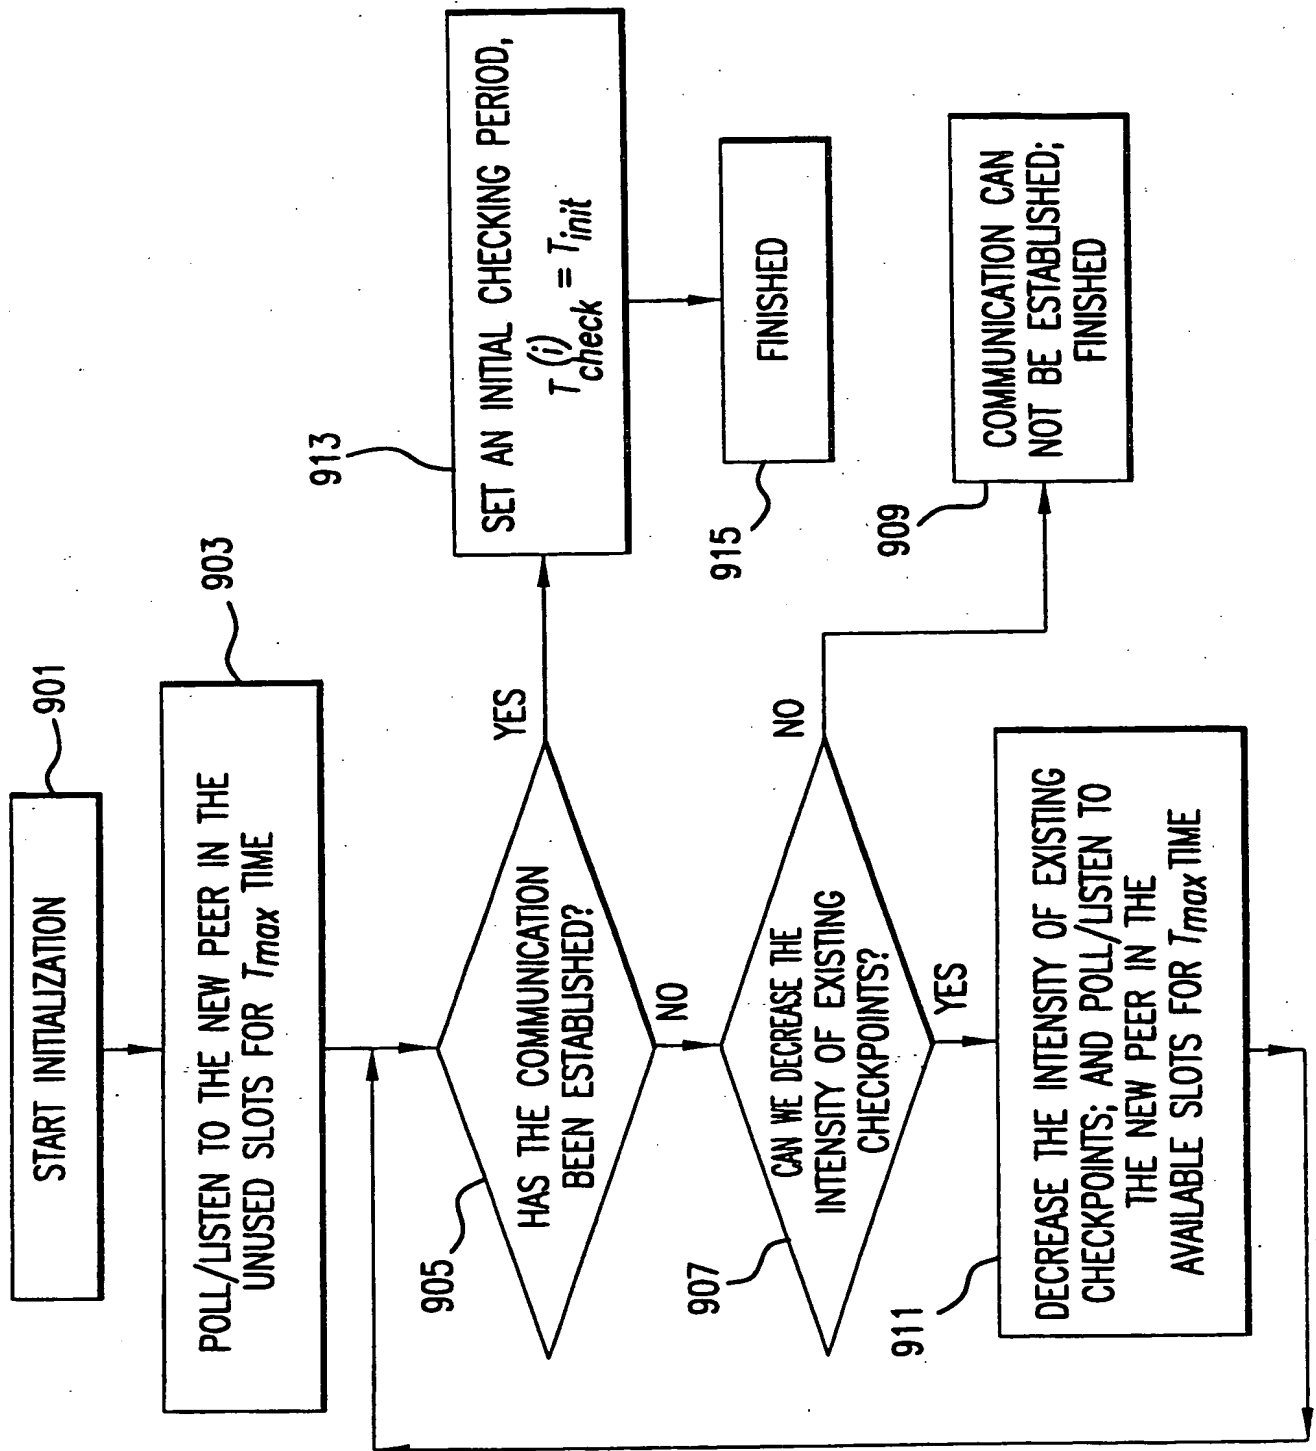 901
START INITIALIZATION
903
POLL/LISTEN TO THE NEW PEER IN THE
UNUSED SLOTS FOR Tmax TIME
905
HAS THE COMMUNICATION
BEEN ESTABLISHED?
YES
NO
913
SET AN INITIAL CHECKING PERIOD,
T(i)check = Tinit
915
FINISHED
907
CAN WE DECREASE THE
INTENSITY OF EXISTING
CHECKPOINTS?
NO
YES
909
COMMUNICATION CAN
NOT BE ESTABLISHED;
FINISHED
911
DECREASE THE INTENSITY OF EXISTING
CHECKPOINTS; AND POLL/LISTEN TO
THE NEW PEER IN THE
AVAILABLE SLOTS FOR Tmax TIME